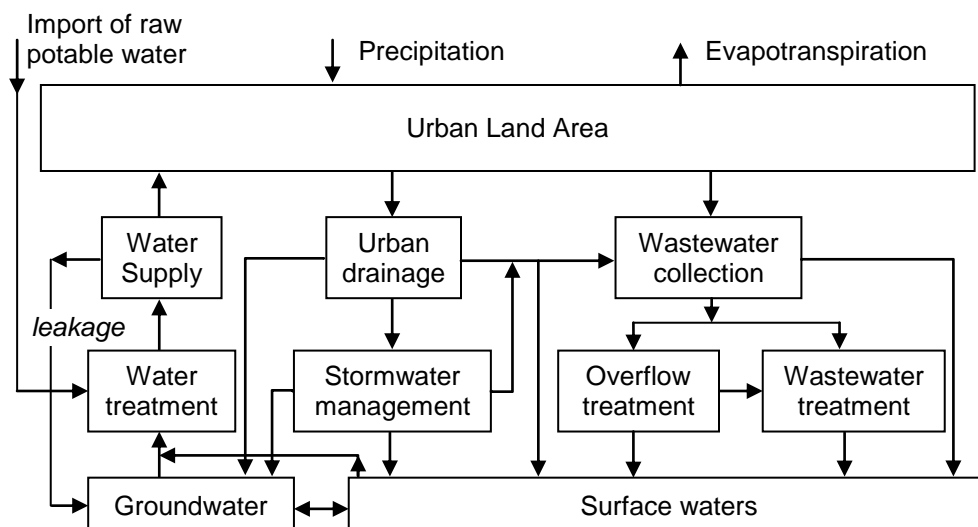 Import of raw
potable water
Precipitation
Evapotranspiration
Urban Land Area
Water
Supply
Urban
drainage
Wastewater
collection
leakage
Water
treatment
Stormwater
management
Overflow
treatment
Wastewater
treatment
Groundwater
Surface waters